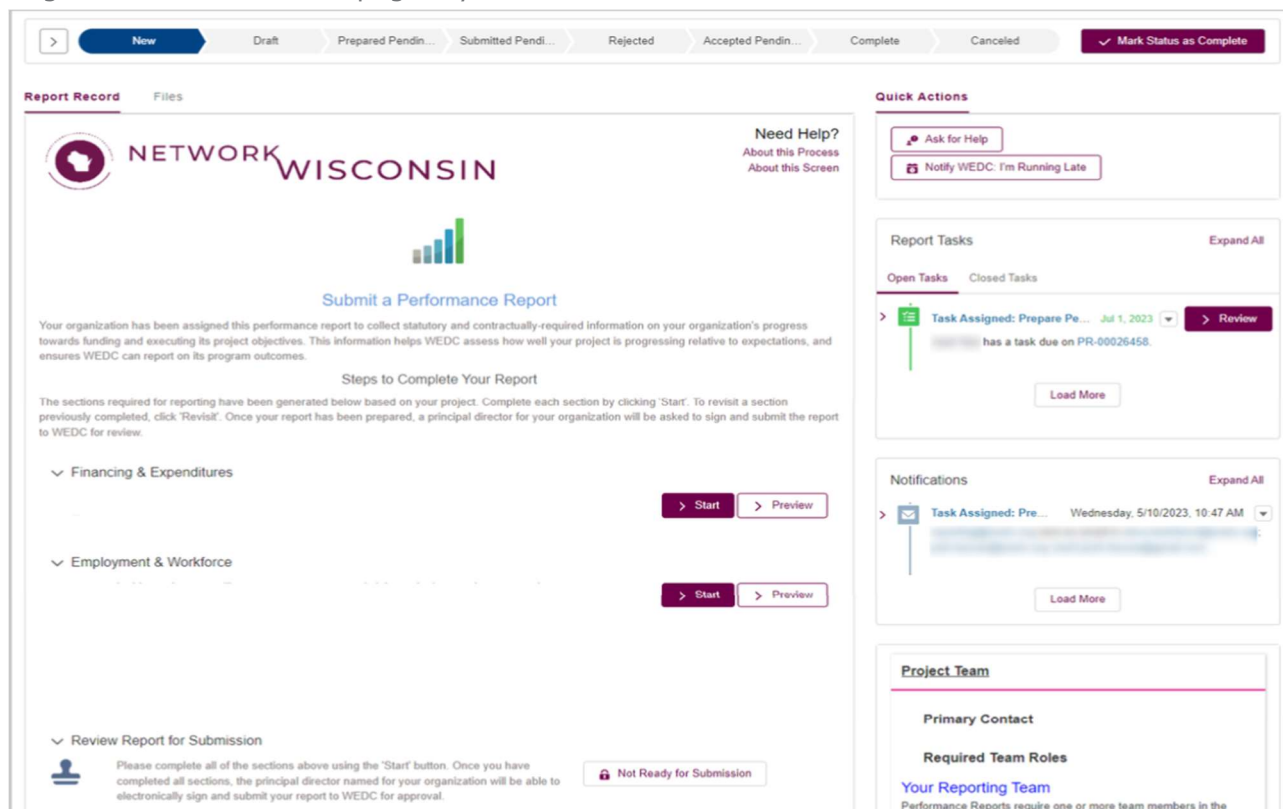 New
Draft
Prepared Pendin...
Submitted Pendi...
Rejected
Accepted Pendin...
Complete
Canceled
Mark Status as Complete
Report Record
Files
NETWORK
WISCONSIN
Need Help?
About this Process
About this Screen
Submit a Performance Report
Your organization has been assigned this performance report to collect statutory and contractually-required information on your organization's progress
towards funding and executing its project objectives. This information helps WEDC assess how well your project is progressing relative to expectations, and
ensures WEDC can report on its program outcomes.
Steps to Complete Your Report
The sections required for reporting have been generated below based on your project. Complete each section by clicking 'Start'. To revisit a section
previously completed, click 'Revisit'. Once your report has been prepared, a principal director for your organization will be asked to sign and submit the report
to WEDC for review.
Financing & Expenditures
Start
Preview
Employment & Workforce
Start
Preview
Review Report for Submission
Please complete all of the sections above using the 'Start' button. Once you have
completed all sections, the principal director named for your organization will be able to
electronically sign and submit your report to WEDC for approval.
Not Ready for Submission
Quick Actions
Ask for Help
Notify WEDC: I'm Running Late
Report Tasks
Expand All
Open Tasks
Closed Tasks
Task Assigned: Prepare Pe... Jul 1, 2023
Review
has a task due on PR-00026458.
Load More
Notifications
Expand All
Task Assigned: Pre... Wednesday, 5/10/2023, 10:47 AM
Load More
Project Team
Primary Contact
Required Team Roles
Your Reporting Team
Performance Reports require one or more team members in the